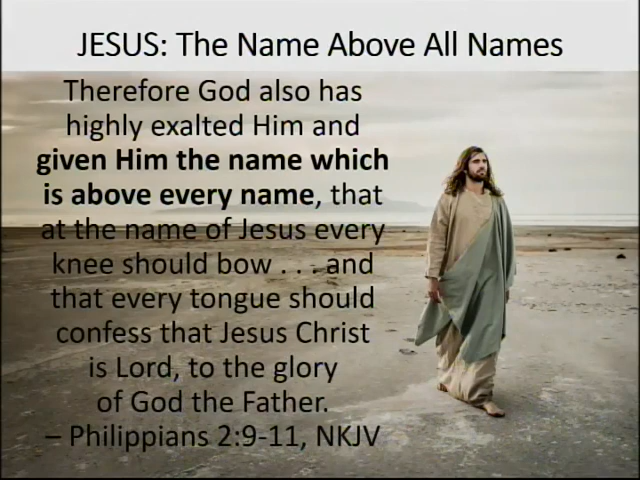 JESUS: The Name Above All Names
Therefore God also has
highly exalted Him and
given Him the name which
is above every name, that
at the name of Jesus every
knee should bow . . . and
that every tongue should
confess that Jesus Christ
is Lord, to the glory
of God the Father.
– Philippians 2:9-11, NKJV